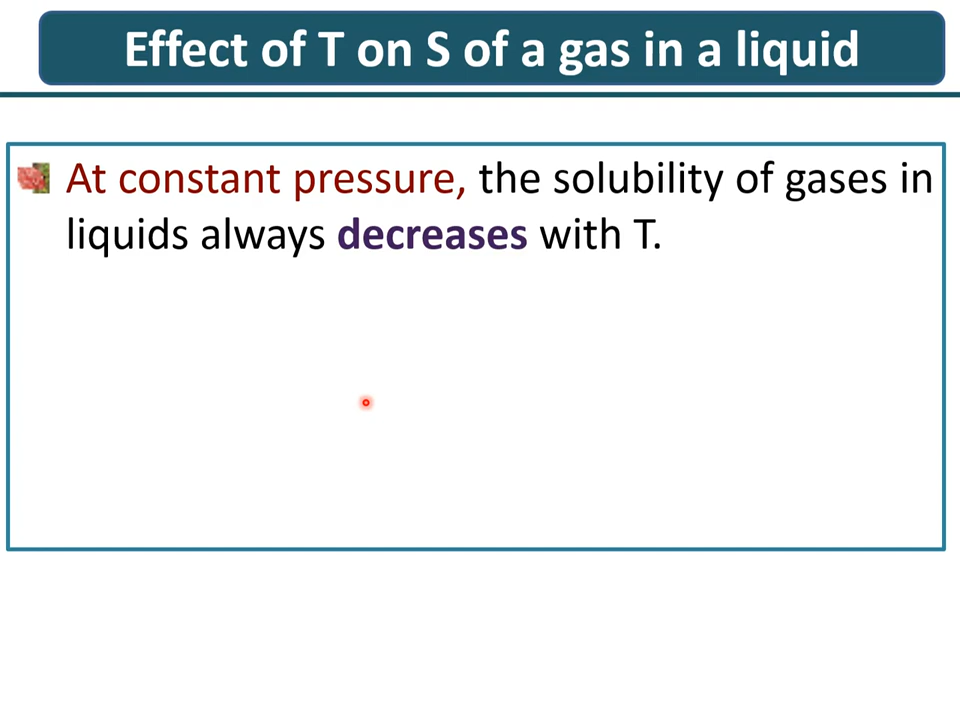 Effect of T on S of a gas in a liquid
At constant pressure, the solubility of gases in
liquids always decreases with T.